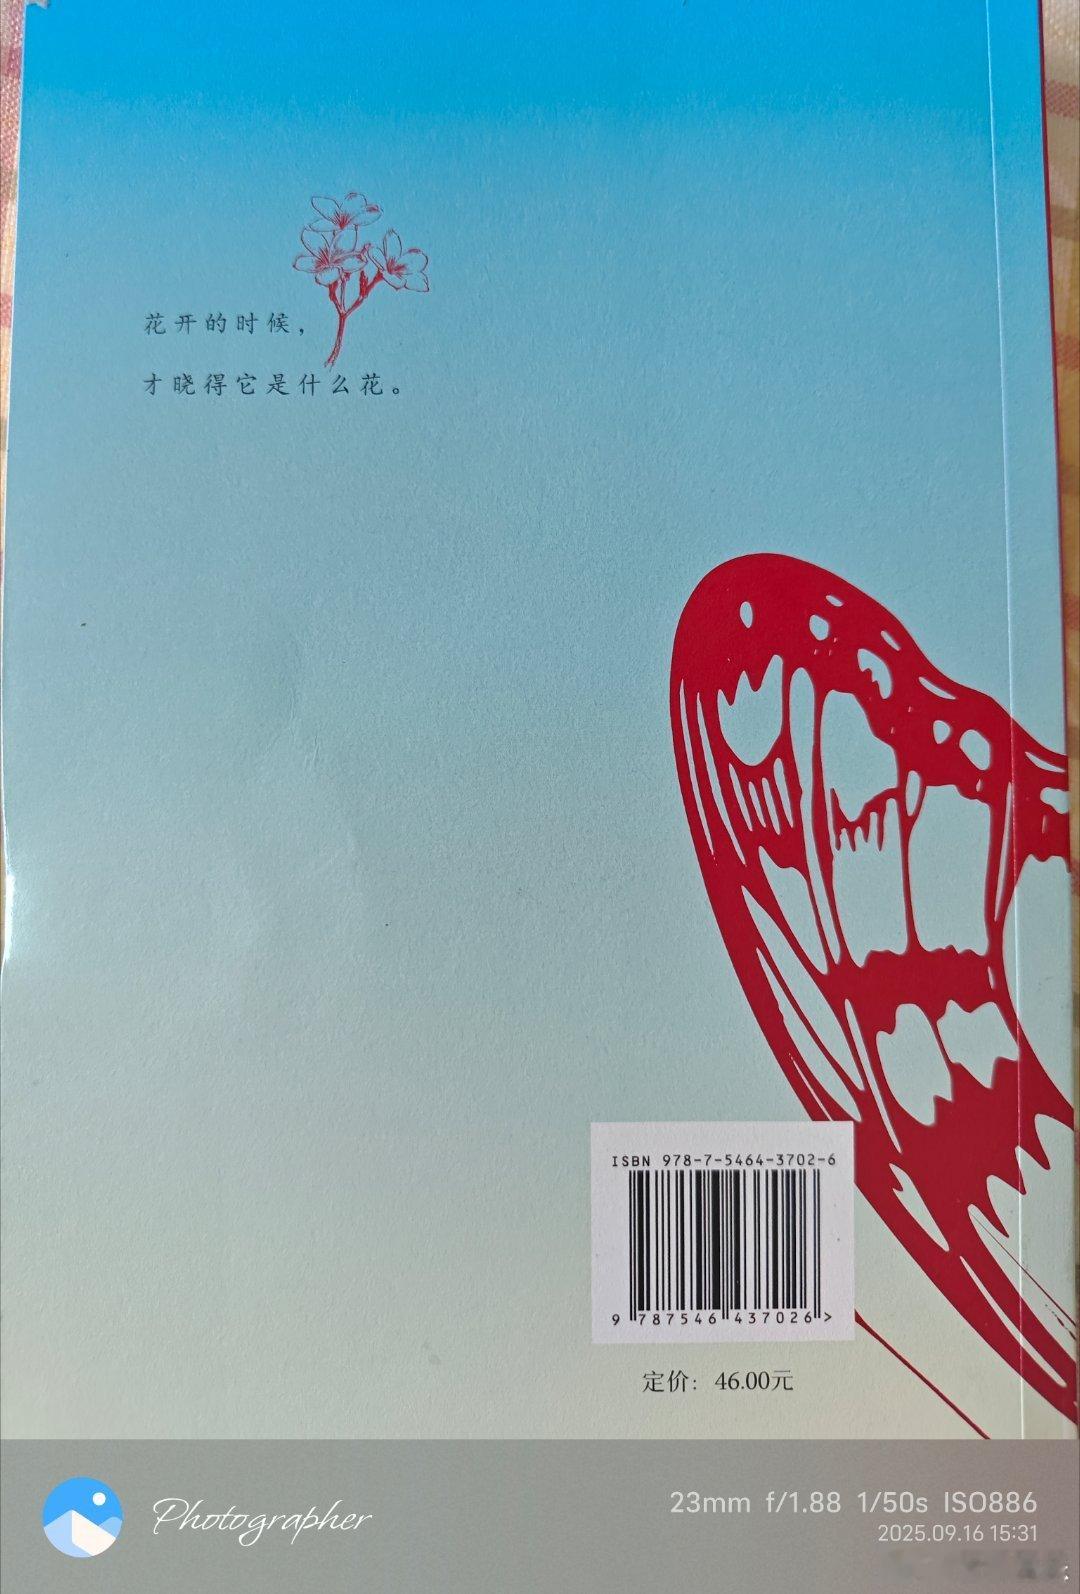 花开的时候，
才晓得它是什么花。
ISBN 978-7-5464-3702-6
9 787546 437026 >
定价：46.00元
Photographer
23mm f/1.88 1/50s ISO886
2025.09.16 15:31